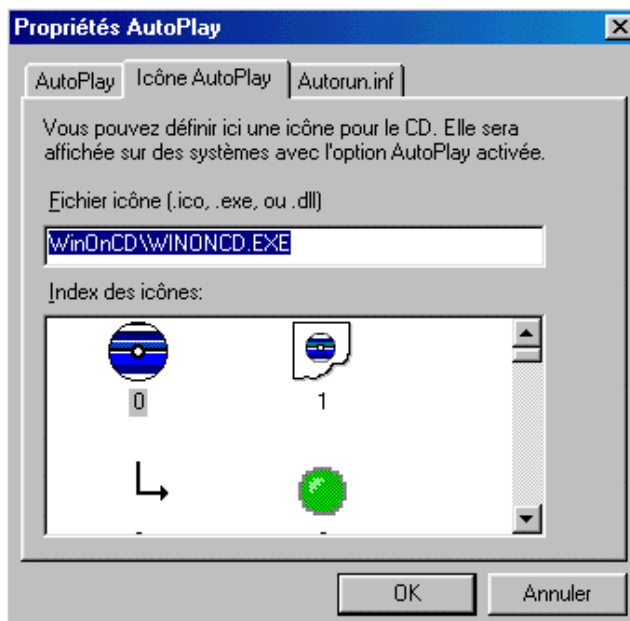 Propriétés AutoPlay
AutoPlay Icône AutoPlay Autorun.inf
Vous pouvez définir ici une icône pour le CD. Elle sera
affichée sur des systèmes avec l'option AutoPlay activée.
Fichier icône (.ico, .exe, ou .dll)
WinOnCD\WINONCD.EXE
Index des icônes:
0 1
OK Annuler